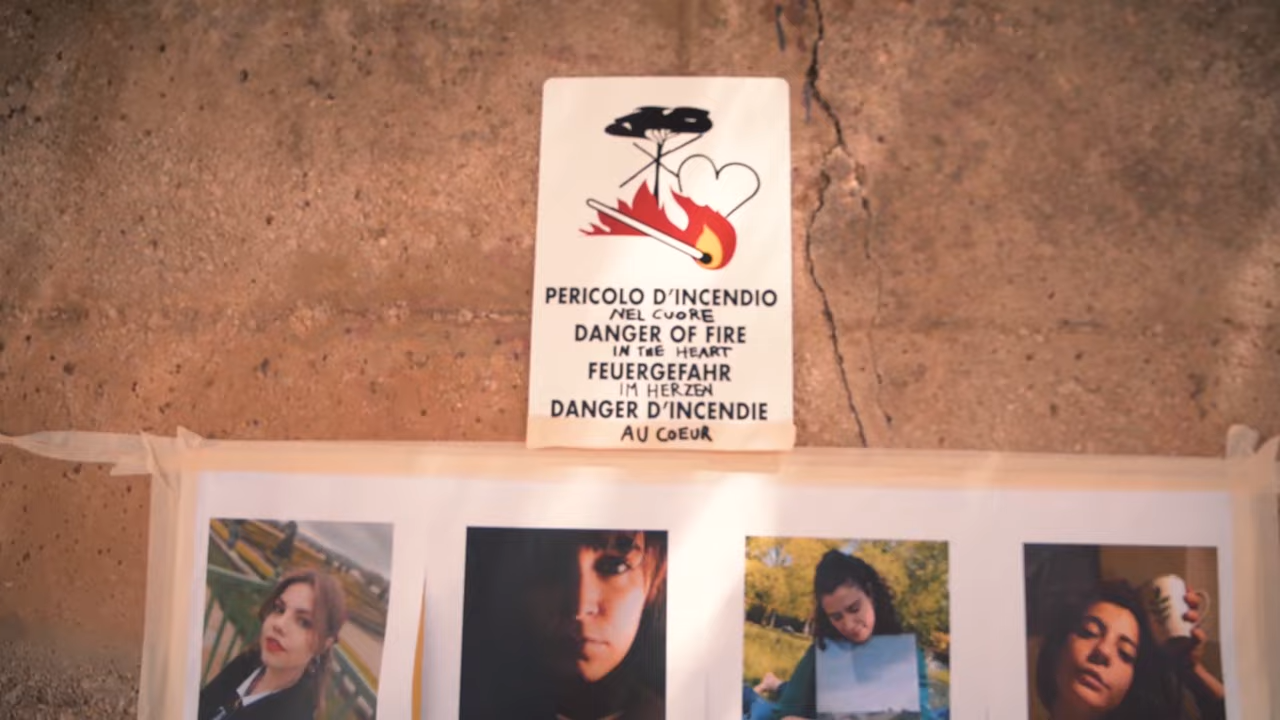 PERICOLO D'INCENDIO
NEL CUORE
DANGER OF FIRE
IN THE HEART
FEUERGEFAHR
IM HERZEN
DANGER D'INCENDIE
AU COEUR